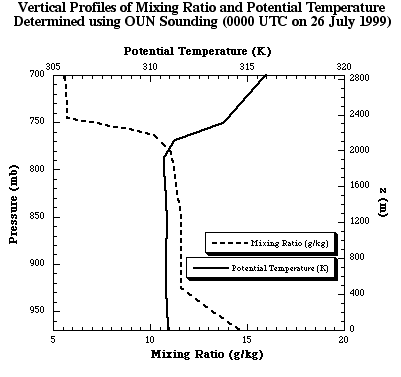 Vertical Profiles of Mixing Ratio and Potential Temperature
Determined using OUN Sounding (0000 UTC on 26 July 1999)
Potential Temperature (K)
305 310 315 320
700 2800
750 2400
800 2000
850 1600
900 1200
950 800
400
0
Pressure (mb)
z (m)
Mixing Ratio (g/kg)
Potential Temperature (K)
5 10 15 20
Mixing Ratio (g/kg)